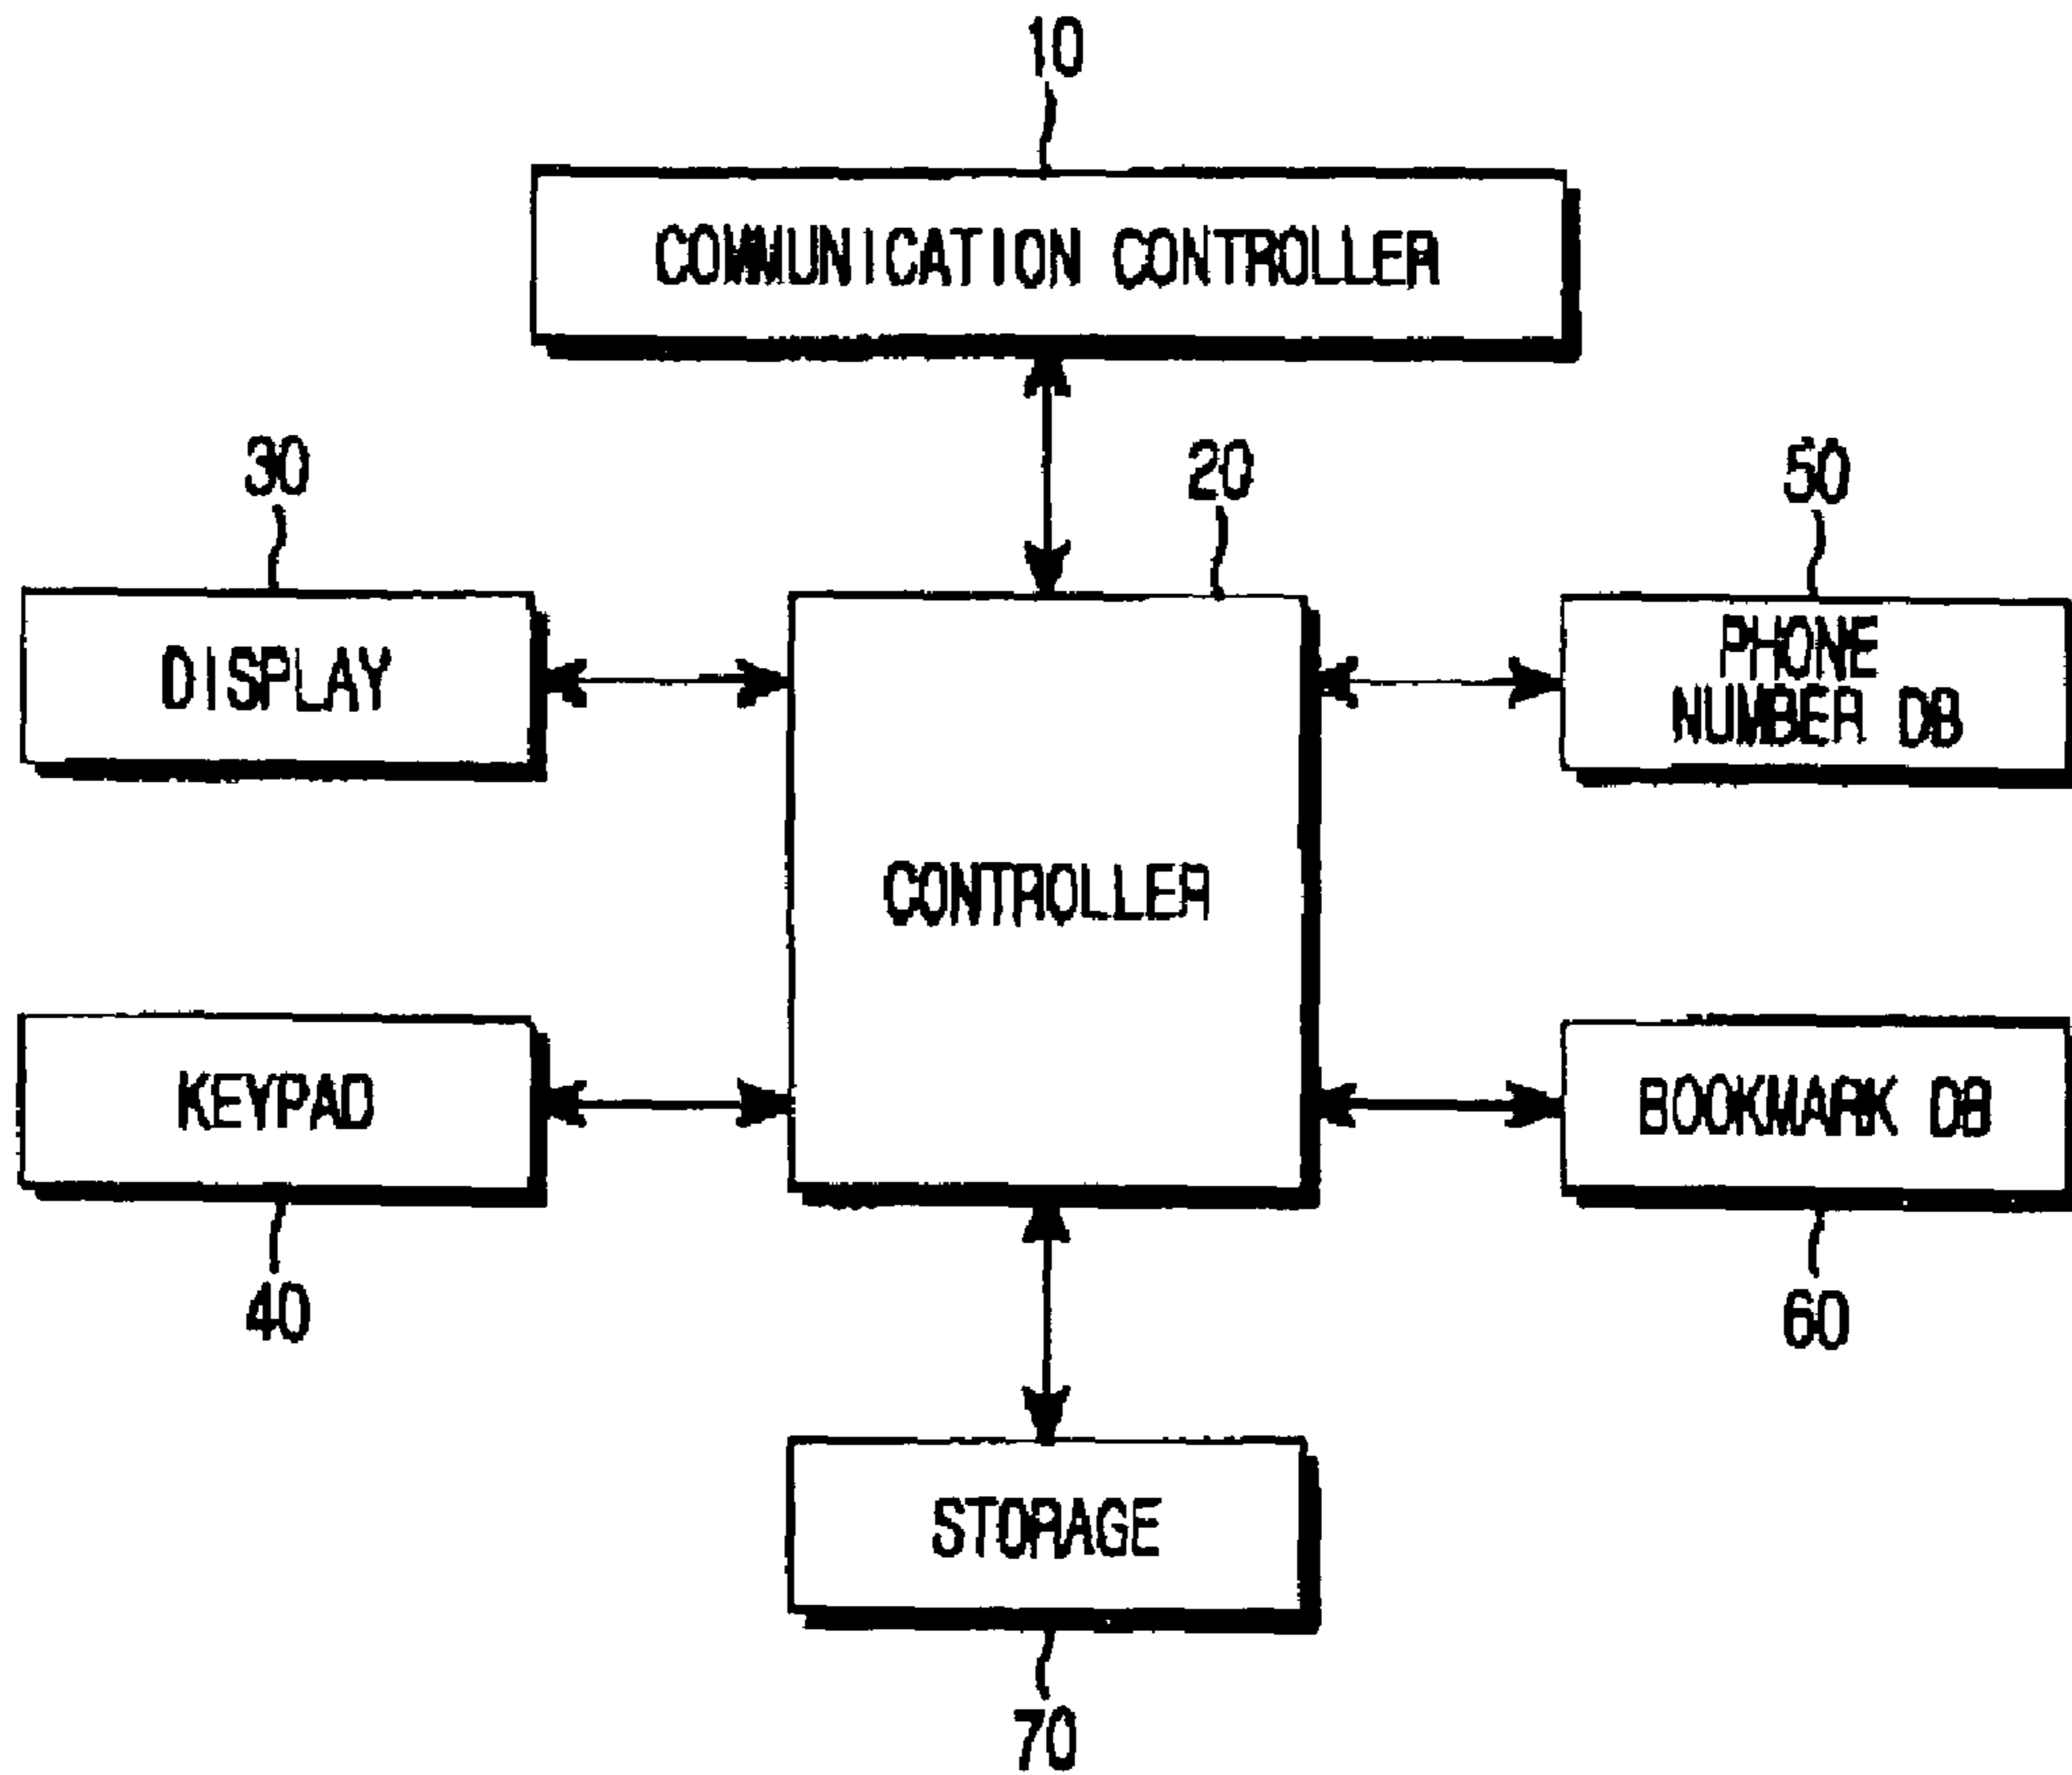 10
COMMUNICATION CONTROLLER
30
20
50
DISPLAY
PHONE
NUMBER DB
CONTROLLER
KEYPAD
BOOKMARK DB
40
60
STORAGE
70